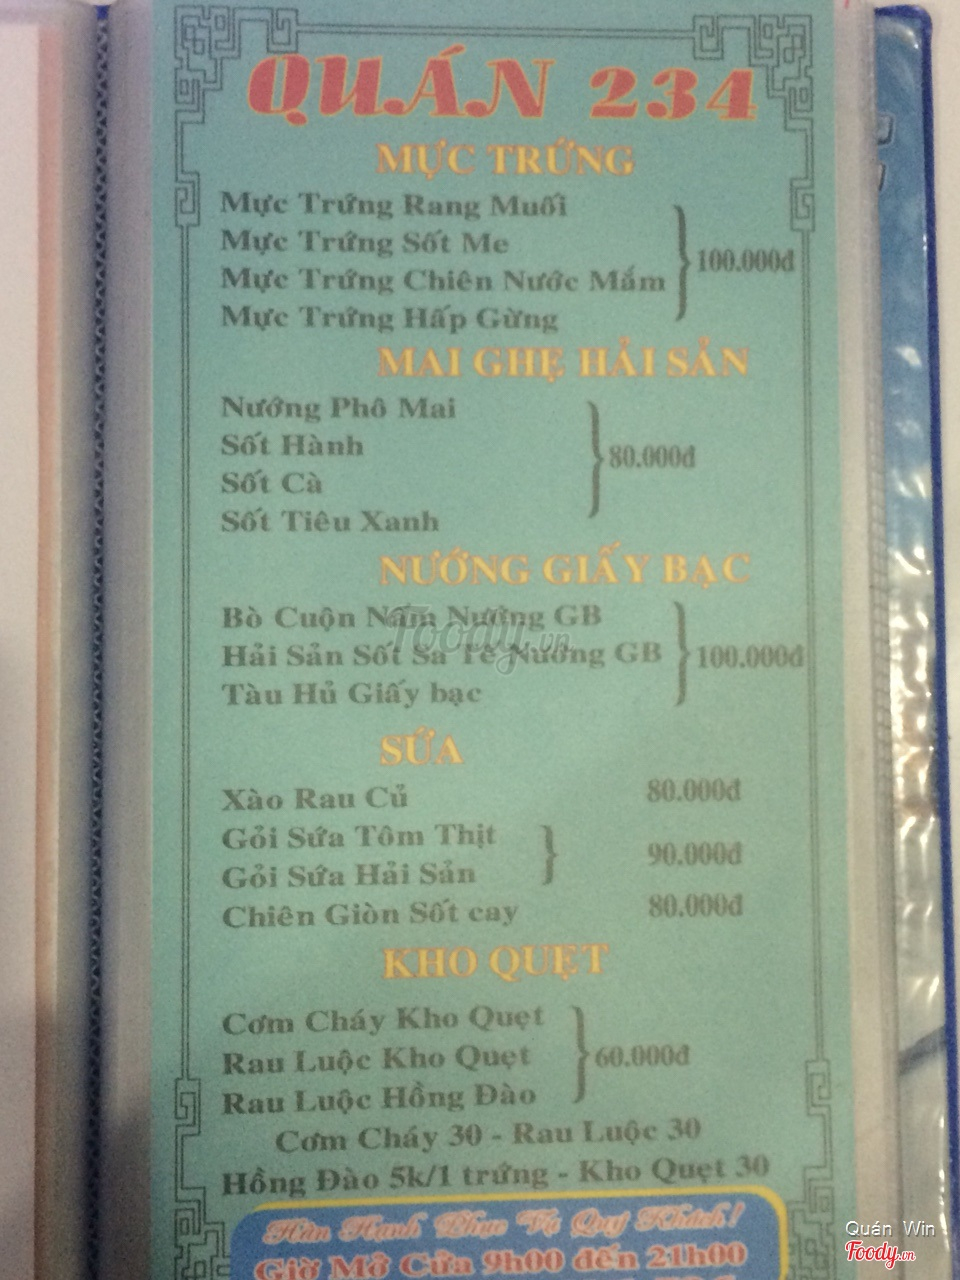 QUÁN 234
MỰC TRỨNG
Mực Trứng Rang Muối
Mực Trứng Sốt Me
Mực Trứng Chiên Nước Mắm
Mực Trứng Hấp Gừng
100.000đ
MAI GHẸ HẢI SẢN
Nướng Phô Mai
Sốt Hành
Sốt Cà
Sốt Tiêu Xanh
80.000đ
NƯỚNG GIẤY BẠC
Bò Cuộn Nấm Nướng GB
Hải Sản Sốt Sa Tế Nướng GB
Tàu Hủ Giấy bạc
100.000đ
Foody.vn
SỨA
Xào Rau Củ 80.000đ
Gỏi Sứa Tôm Thịt
Gỏi Sứa Hải Sản
90.000đ
Chiên Giòn Sốt cay 80.000đ
KHO QUẸT
Cơm Cháy Kho Quẹt
Rau Luộc Kho Quẹt
Rau Luộc Hồng Đào
60.000đ
Cơm Cháy 30 - Rau Luộc 30
Hồng Đào 5k/1 trứng - Kho Quẹt 30
Hân Hạnh Phục Vụ Quý Khách!
Giờ Mở Cửa 9h00 đến 21h00
Quán Win
Foody.vn